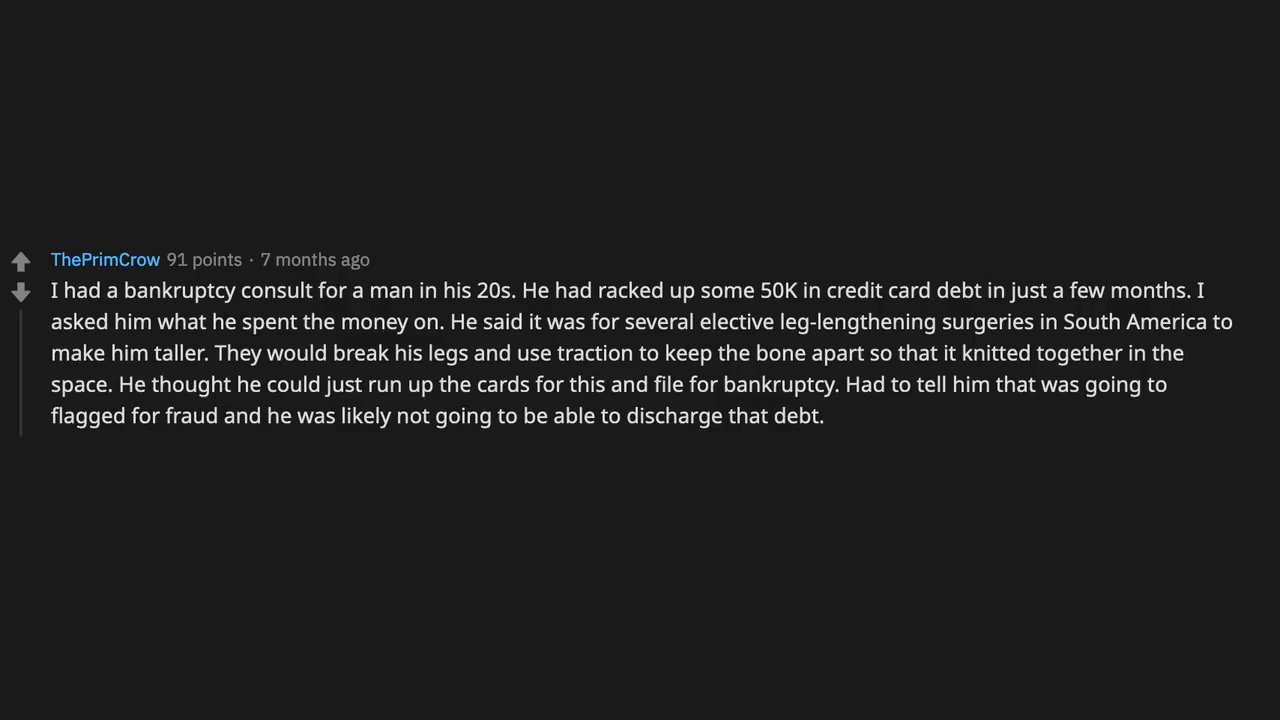 ThePrimCrow 91 points · 7 months ago
I had a bankruptcy consult for a man in his 20s. He had racked up some 50K in credit card debt in just a few months. I
asked him what he spent the money on. He said it was for several elective leg-lengthening surgeries in South America to
make him taller. They would break his legs and use traction to keep the bone apart so that it knitted together in the
space. He thought he could just run up the cards for this and file for bankruptcy. Had to tell him that was going to
flagged for fraud and he was likely not going to be able to discharge that debt.